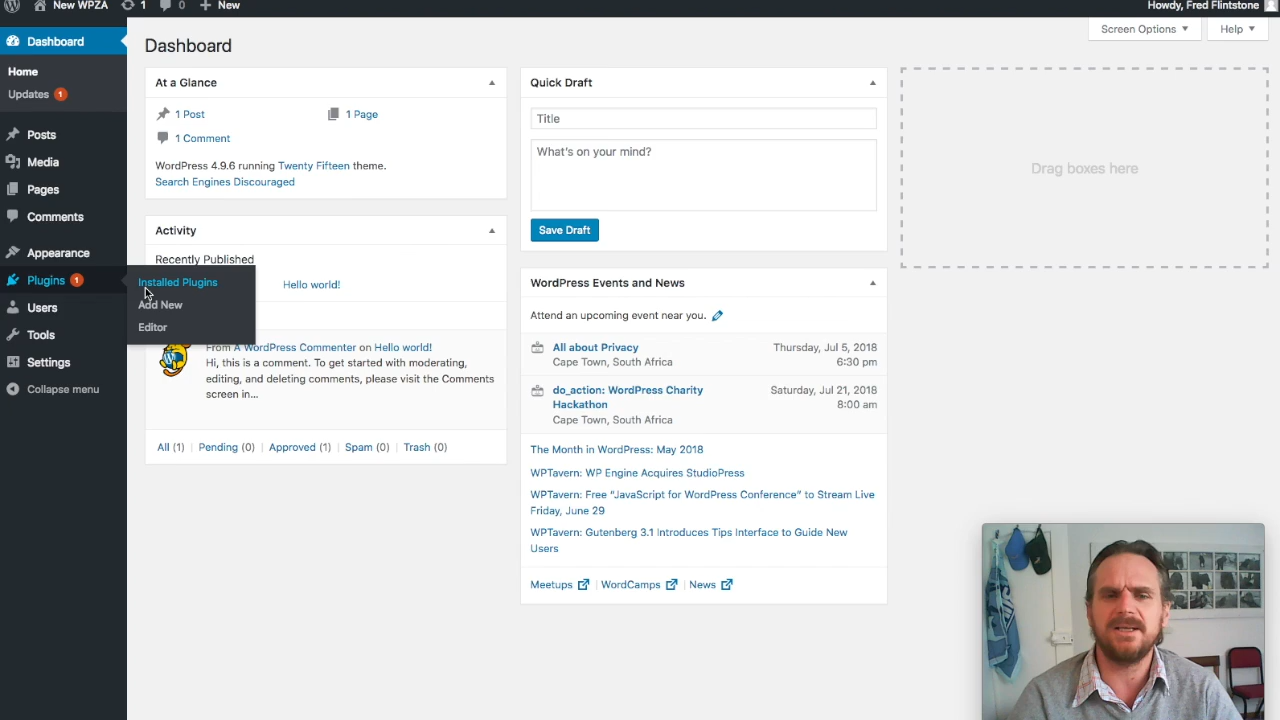 New WPZA 1 0 New
Howdy, Fred Flintstone
Screen Options Help
Dashboard
Home
Updates 1
Posts
Media
Pages
Comments
Appearance
Plugins 1
Installed Plugins
Add New
Editor
Users
Tools
Settings
Collapse menu
Dashboard
At a Glance
1 Post
1 Page
1 Comment
WordPress 4.9.6 running Twenty Fifteen theme.
Search Engines Discouraged
Activity
Recently Published
Hello world!
From A WordPress Commenter on Hello world!
Hi, this is a comment. To get started with moderating,
editing, and deleting comments, please visit the Comments
screen in…
All (1) | Pending (0) | Approved (1) | Spam (0) | Trash (0)
Quick Draft
Title
What's on your mind?
Save Draft
WordPress Events and News
Attend an upcoming event near you.
All about Privacy
Cape Town, South Africa
Thursday, Jul 5, 2018
6:30 pm
do_action: WordPress Charity
Hackathon
Cape Town, South Africa
Saturday, Jul 21, 2018
8:00 am
The Month in WordPress: May 2018
WPTavern: WP Engine Acquires StudioPress
WPTavern: Free “JavaScript for WordPress Conference” to Stream Live
Friday, June 29
WPTavern: Gutenberg 3.1 Introduces Tips Interface to Guide New
Users
Meetups | WordCamps | News
Drag boxes here